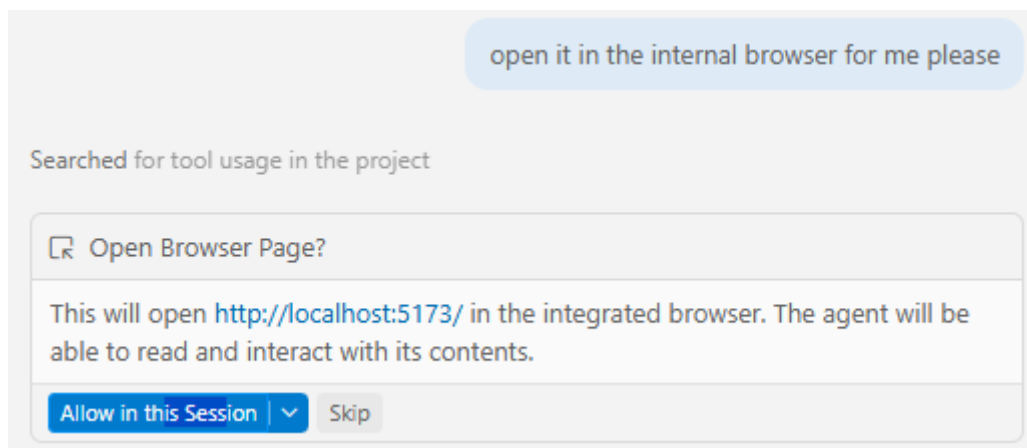 open it in the internal browser for me please
Searched for tool usage in the project
Open Browser Page?
This will open http://localhost:5173/ in the integrated browser. The agent will be
able to read and interact with its contents.
Allow in this Session
Skip